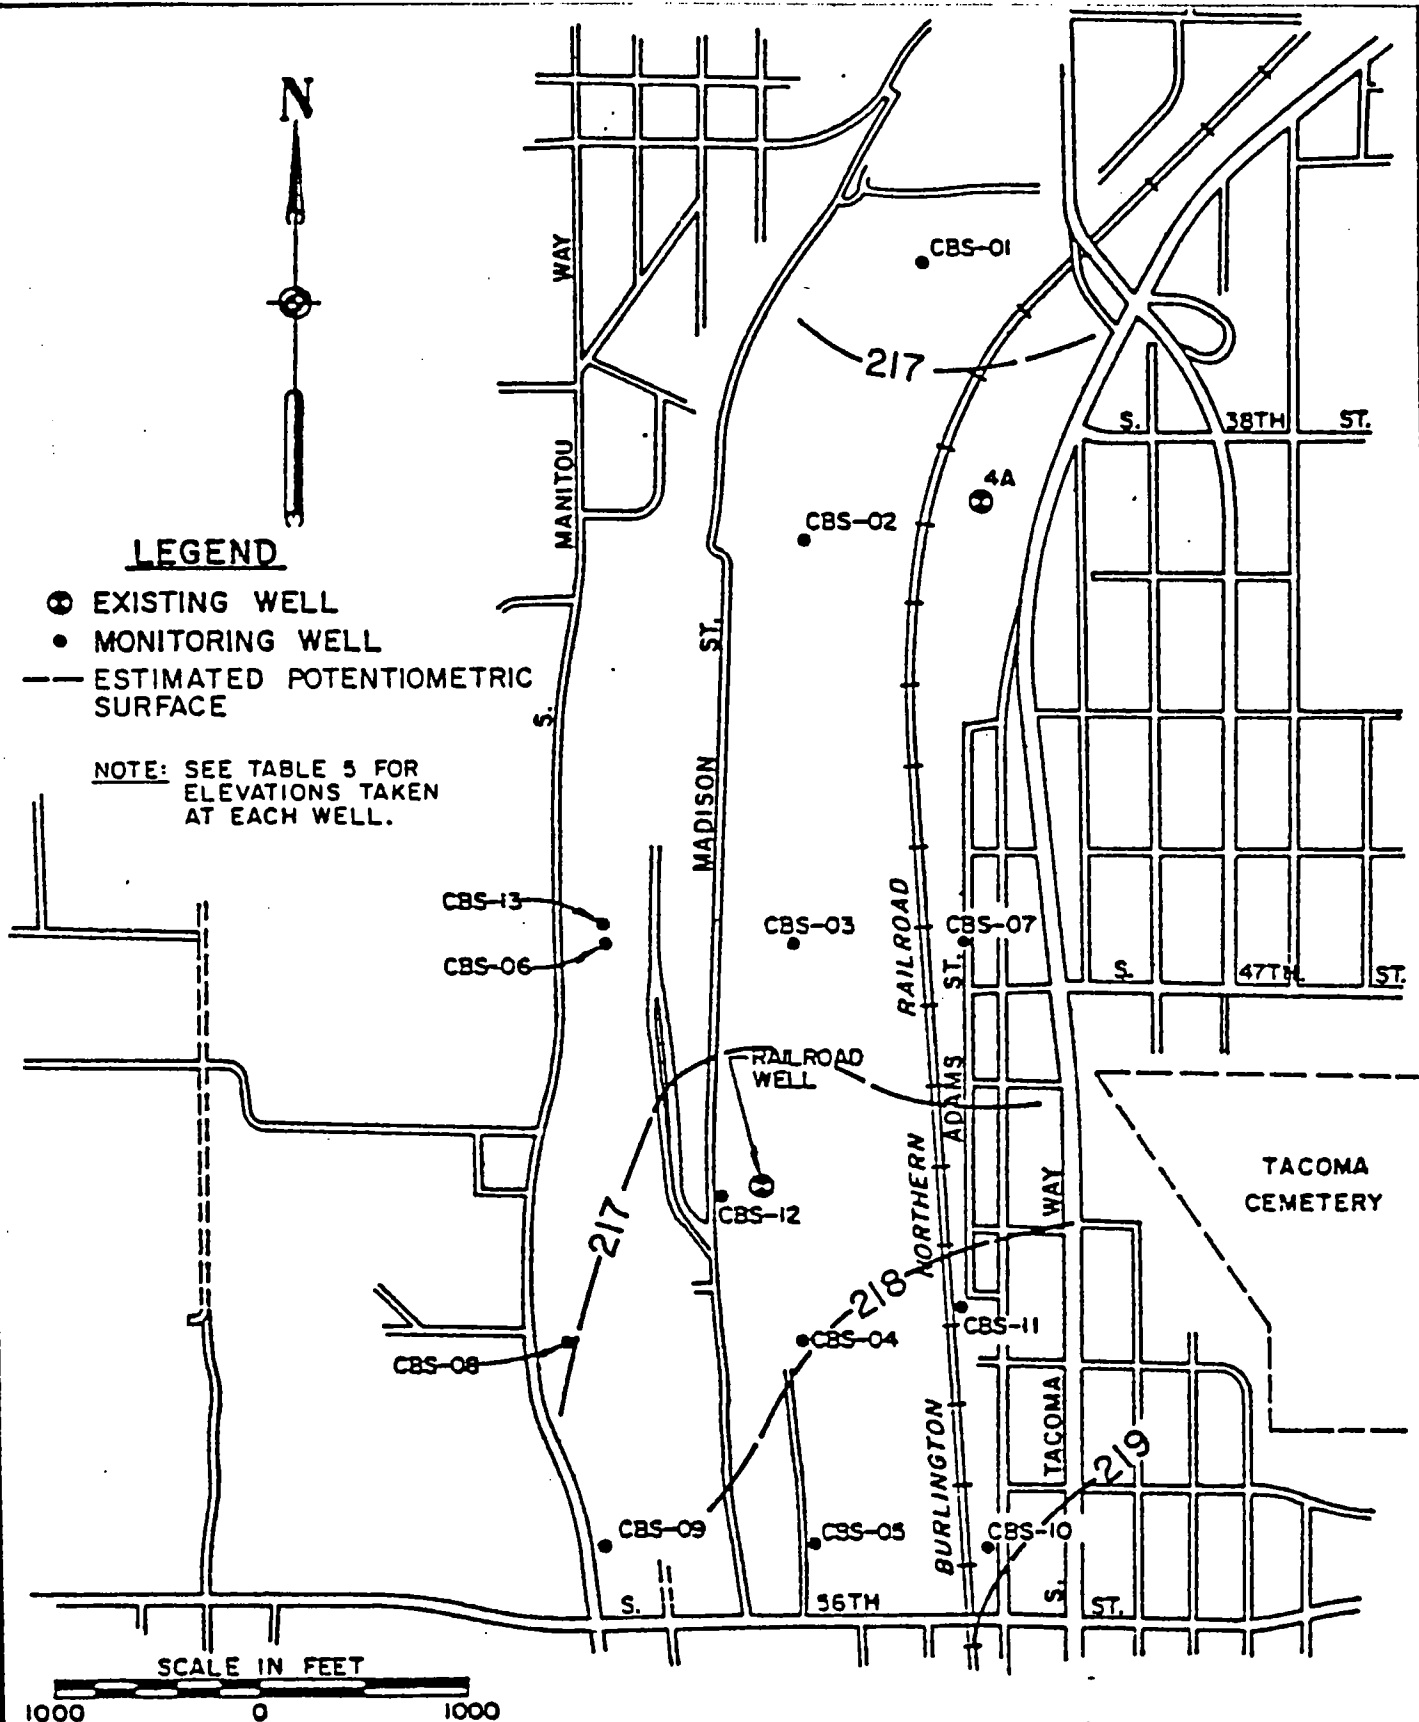 N
CBS-01
WAY
217
S. 38TH ST.
4A
MANITOU
CBS-02
LEGEND
EXISTING WELL
MONITORING WELL
ESTIMATED POTENTIOMETRIC
SURFACE
ST.
S.
NOTE: SEE TABLE 5 FOR
ELEVATIONS TAKEN
AT EACH WELL.
MADISON
CBS-13
CBS-03
RAILROAD
CBS-07
CBS-06
ST.
S. 47TH ST.
RAILROAD
WELL
ADAMS
TACOMA
CEMETERY
NORTHERN
WAY
CBS-12
217
218
CBS-11
CBS-04
CBS-08
TACOMA
219
BURLINGTON
CBS-09
CBS-05
CBS-10
S.
S. 56TH ST.
SCALE IN FEET
1000 0 1000